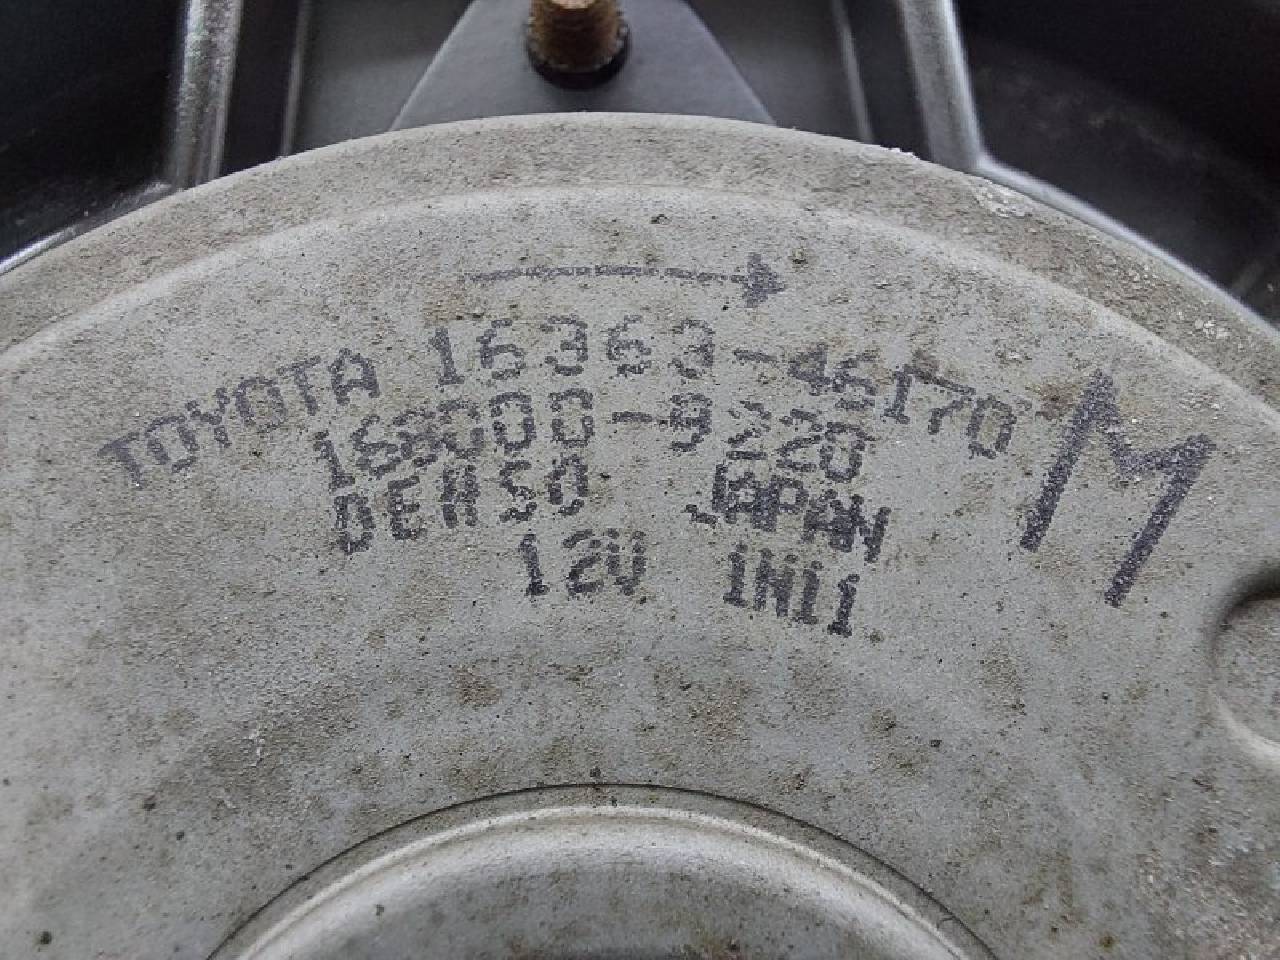 TOYOTA 16363-46170
168000-9220
DENSO JAPAN
12V 1N11
M